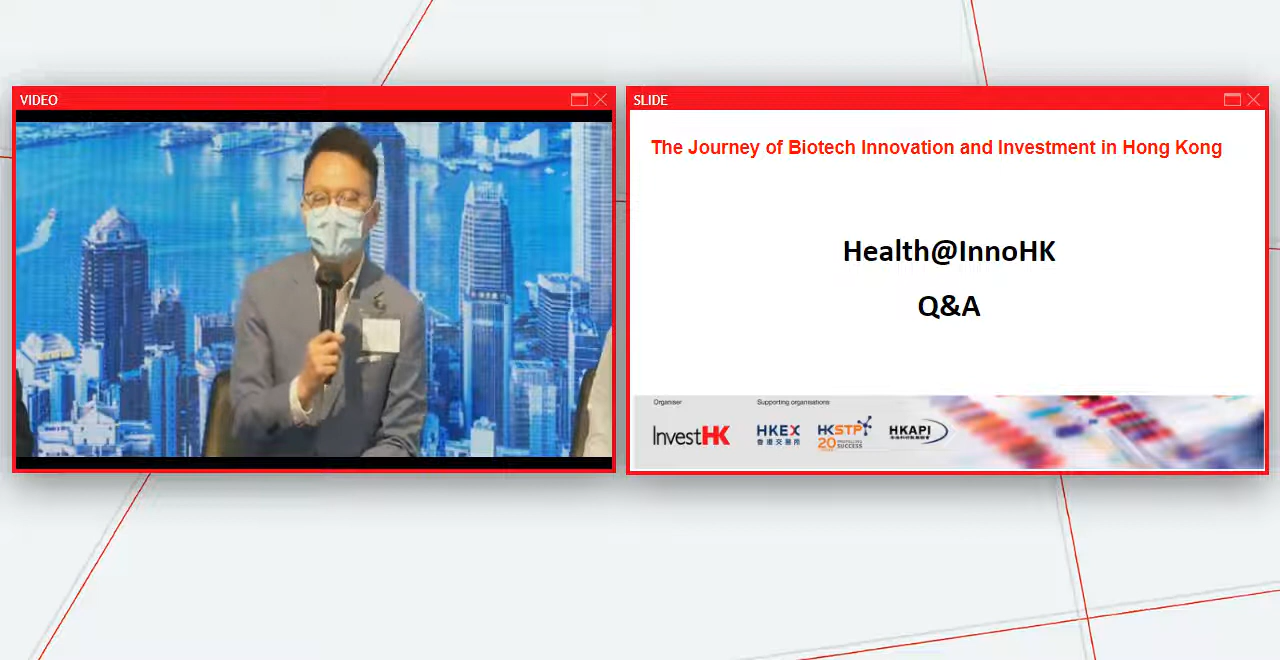 VIDEO
SLIDE
The Journey of Biotech Innovation and Investment in Hong Kong
Health@InnoHK
Q&A
Organiser
Supporting organisations
InvestHK
HKEX
香港交易所
HKSTP
20
SUCCESS
HKAPI